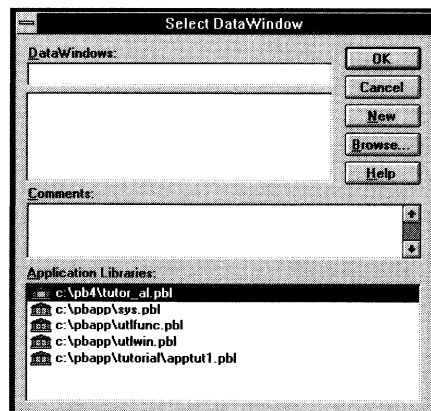 Select DataWindow
DataWindows:
OK
Cancel
New
Browse...
Help
Comments:
Application Libraries:
c:\pb4\tutor_al.pbl
c:\pbapp\sys.pbl
c:\pbapp\utlfunc.pbl
c:\pbapp\utlwin.pbl
c:\pbapp\tutorial\apptut1.pbl